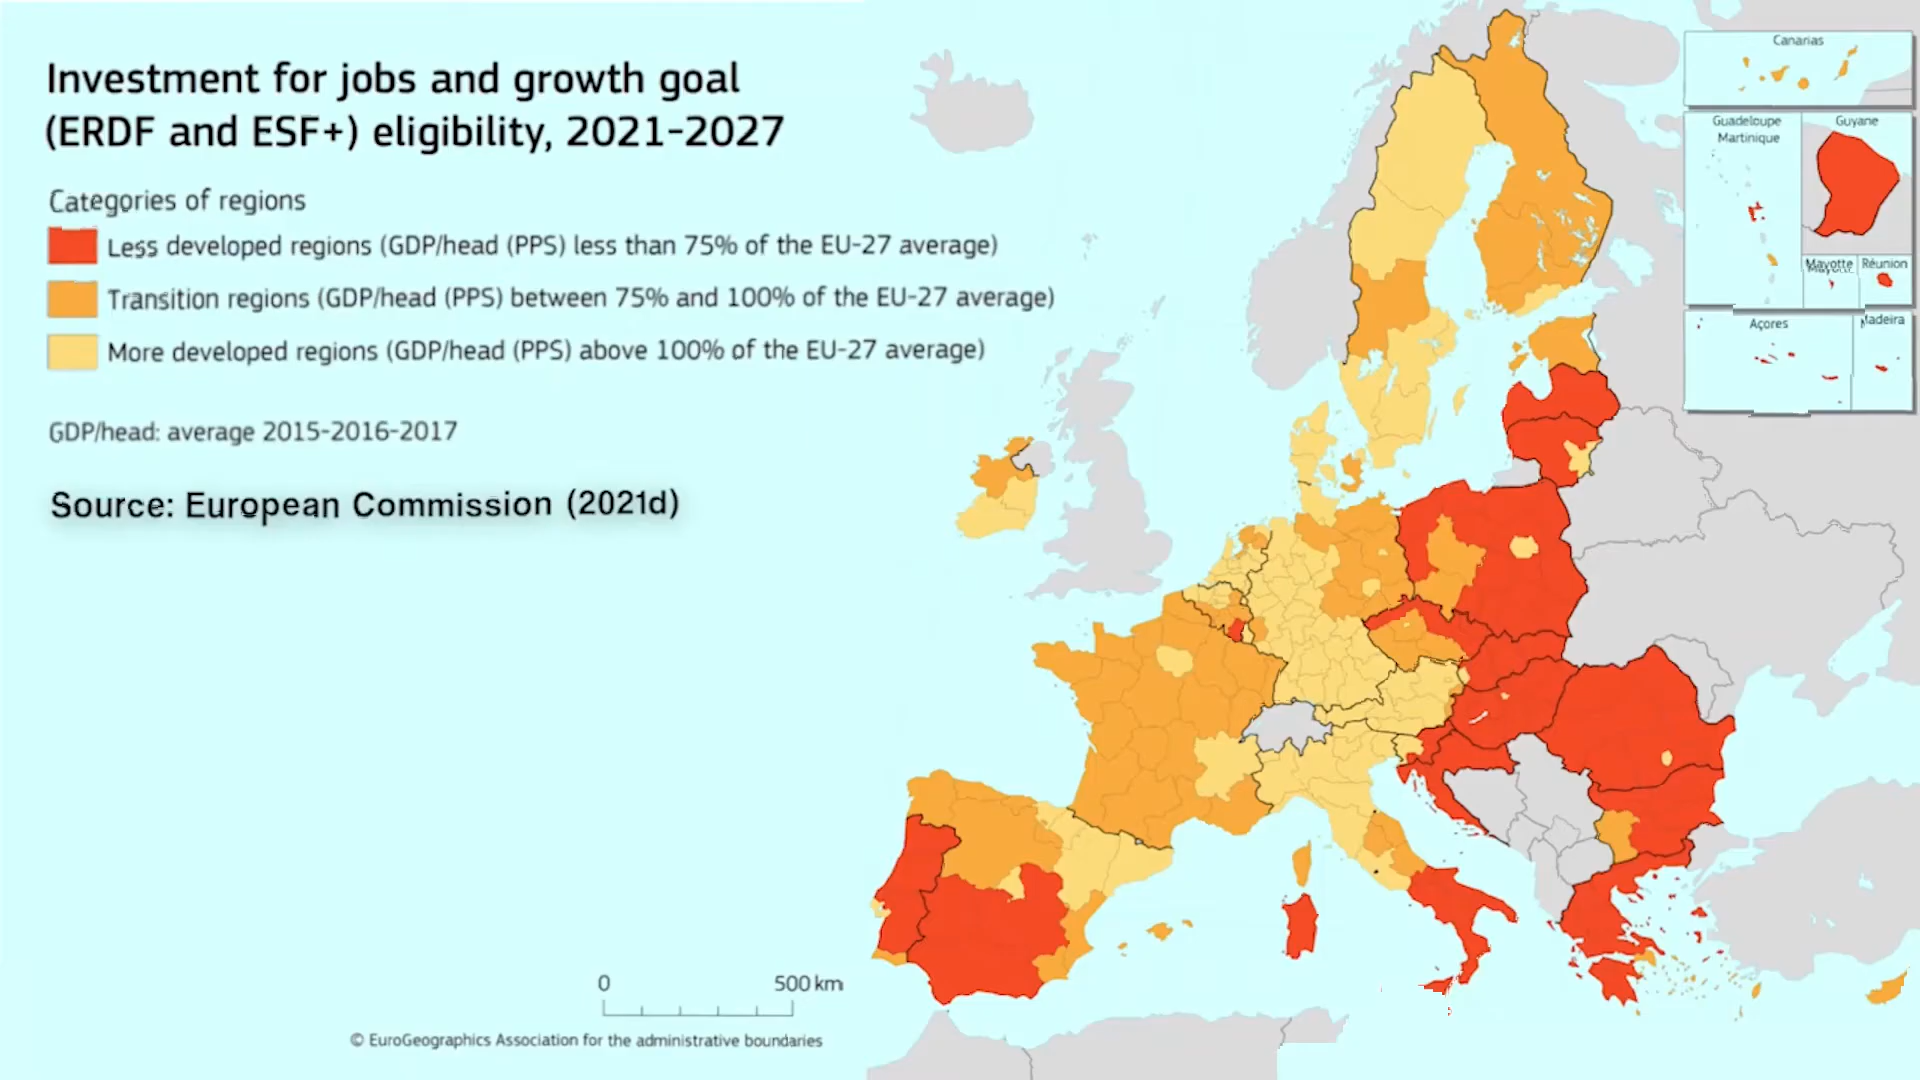 Investment for jobs and growth goal
(ERDF and ESF+) eligibility, 2021-2027
Categories of regions
Less developed regions (GDP/head (PPS) less than 75% of the EU-27 average)
Transition regions (GDP/head (PPS) between 75% and 100% of the EU-27 average)
More developed regions (GDP/head (PPS) above 100% of the EU-27 average)
GDP/head: average 2015-2016-2017
Source: European Commission (2021d)
0 500 km
© EuroGeographics Association for the administrative boundaries
Canarias
Guadeloupe
Martinique
Guyane
Mayotte
Réunion
Açores
Madeira